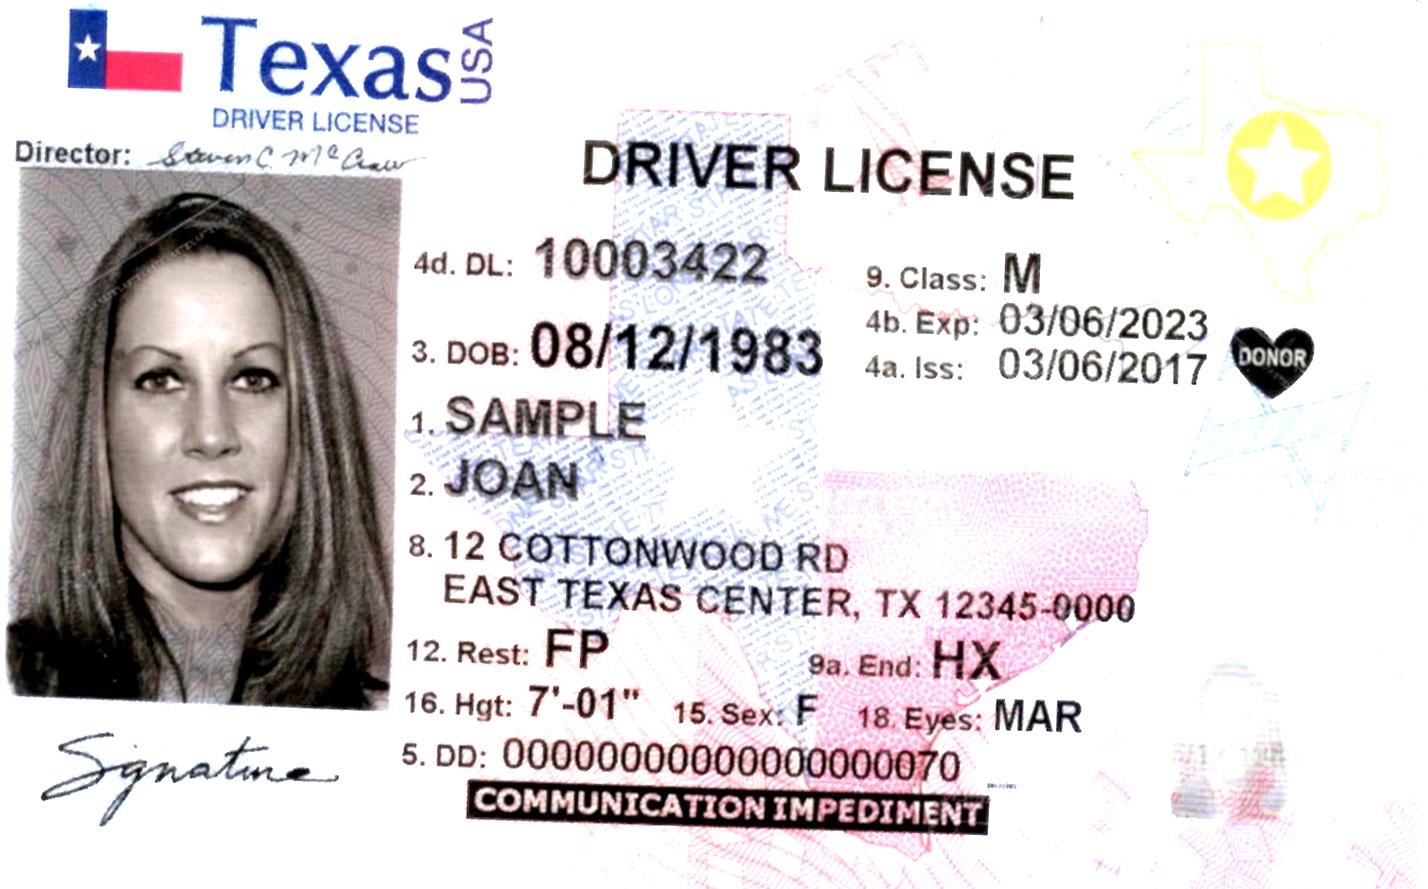 Texas USA
DRIVER LICENSE
Director: Steven C. McCraw
DRIVER LICENSE
4d. DL: 10003422
9. Class: M
3. DOB: 08/12/1983
4b. Exp: 03/06/2023
4a. Iss: 03/06/2017
DONOR
1. SAMPLE
2. JOAN
8. 12 COTTONWOOD RD
EAST TEXAS CENTER, TX 12345-0000
12. Rest: FP
9a. End: HX
16. Hgt: 7'-01" 15. Sex: F 18. Eyes: MAR
5. DD: 00000000000000000070
Signature
COMMUNICATION IMPEDIMENT